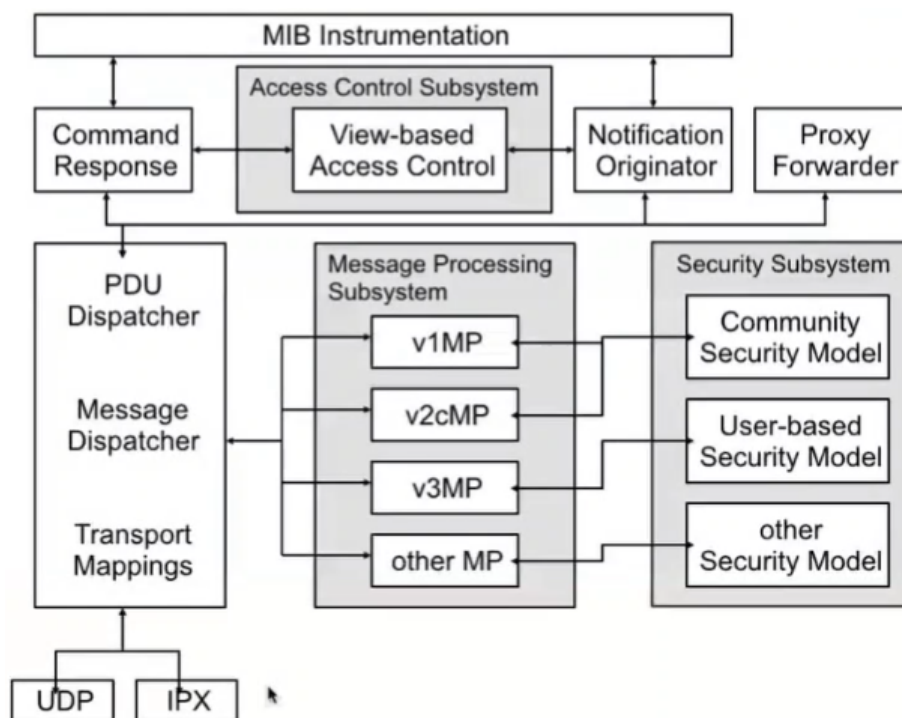 MIB Instrumentation
Access Control Subsystem
Command
Response
View-based
Access Control
Notification
Originator
Proxy
Forwarder
PDU
Dispatcher
Message
Dispatcher
Transport
Mappings
Message Processing
Subsystem
v1MP
v2cMP
v3MP
other MP
Security Subsystem
Community
Security Model
User-based
Security Model
other
Security Model
UDP
IPX